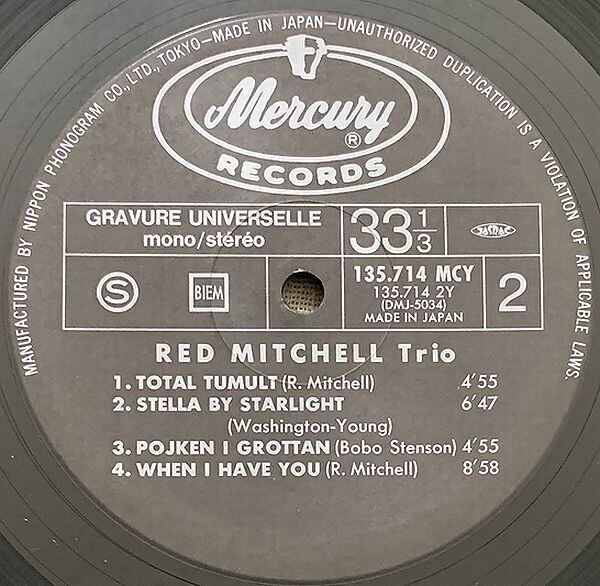 MANUFACTURED BY NIPPON PHONOGRAM CO., LTD., TOKYO—MADE IN JAPAN—UNAUTHORIZED DUPLICATION IS A VIOLATION OF APPLICABLE LAWS.
Mercury
®
RECORDS
GRAVURE UNIVERSELLE
mono/stéréo
33 1/3
JASRAC
S
BIEM
135.714 MCY
135.714 2Y
(DMJ-5034)
MADE IN JAPAN
2
RED MITCHELL Trio
1. TOTAL TUMULT (R. Mitchell) 4'55
2. STELLA BY STARLIGHT 6'47
(Washington-Young)
3. POJKEN I GROTTAN (Bobo Stenson) 4'55
4. WHEN I HAVE YOU (R. Mitchell) 8'58